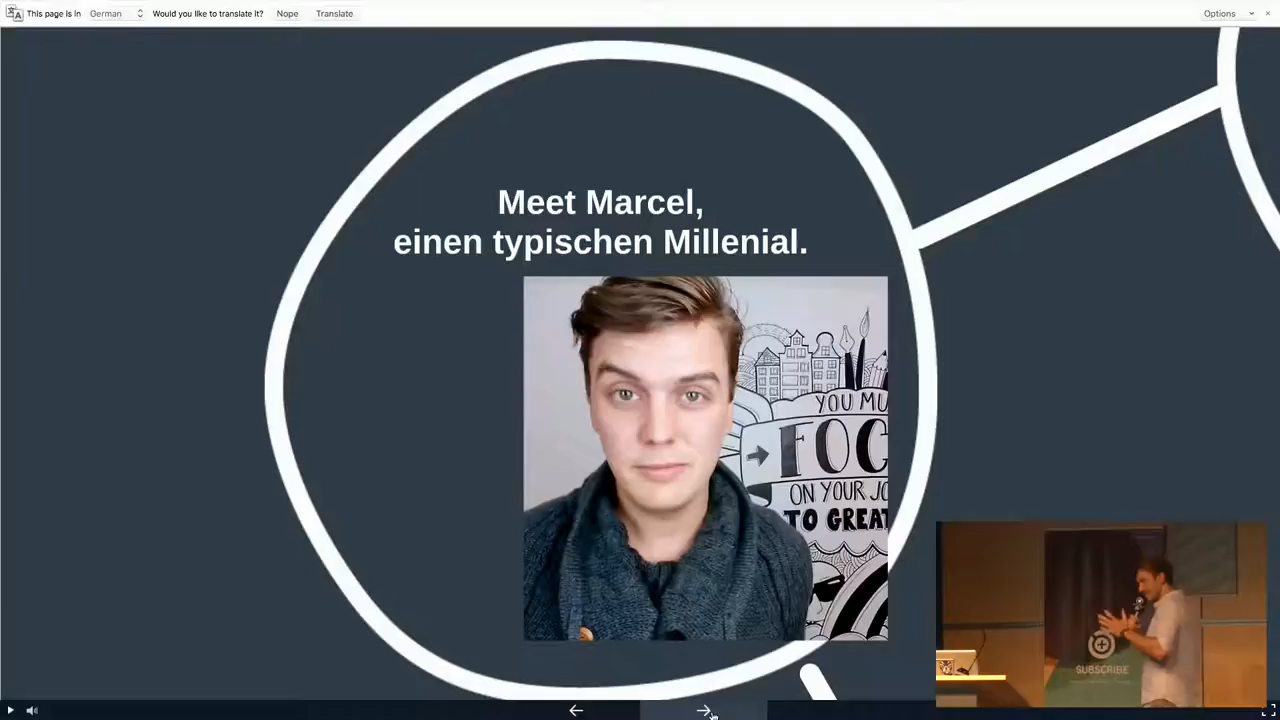 This page is in German Would you like to translate it? Nope Translate Options
Meet Marcel,
einen typischen Millenial.
YOU MU
FOC
ON YOUR JO
TO GREAT
SUBSCRIBE